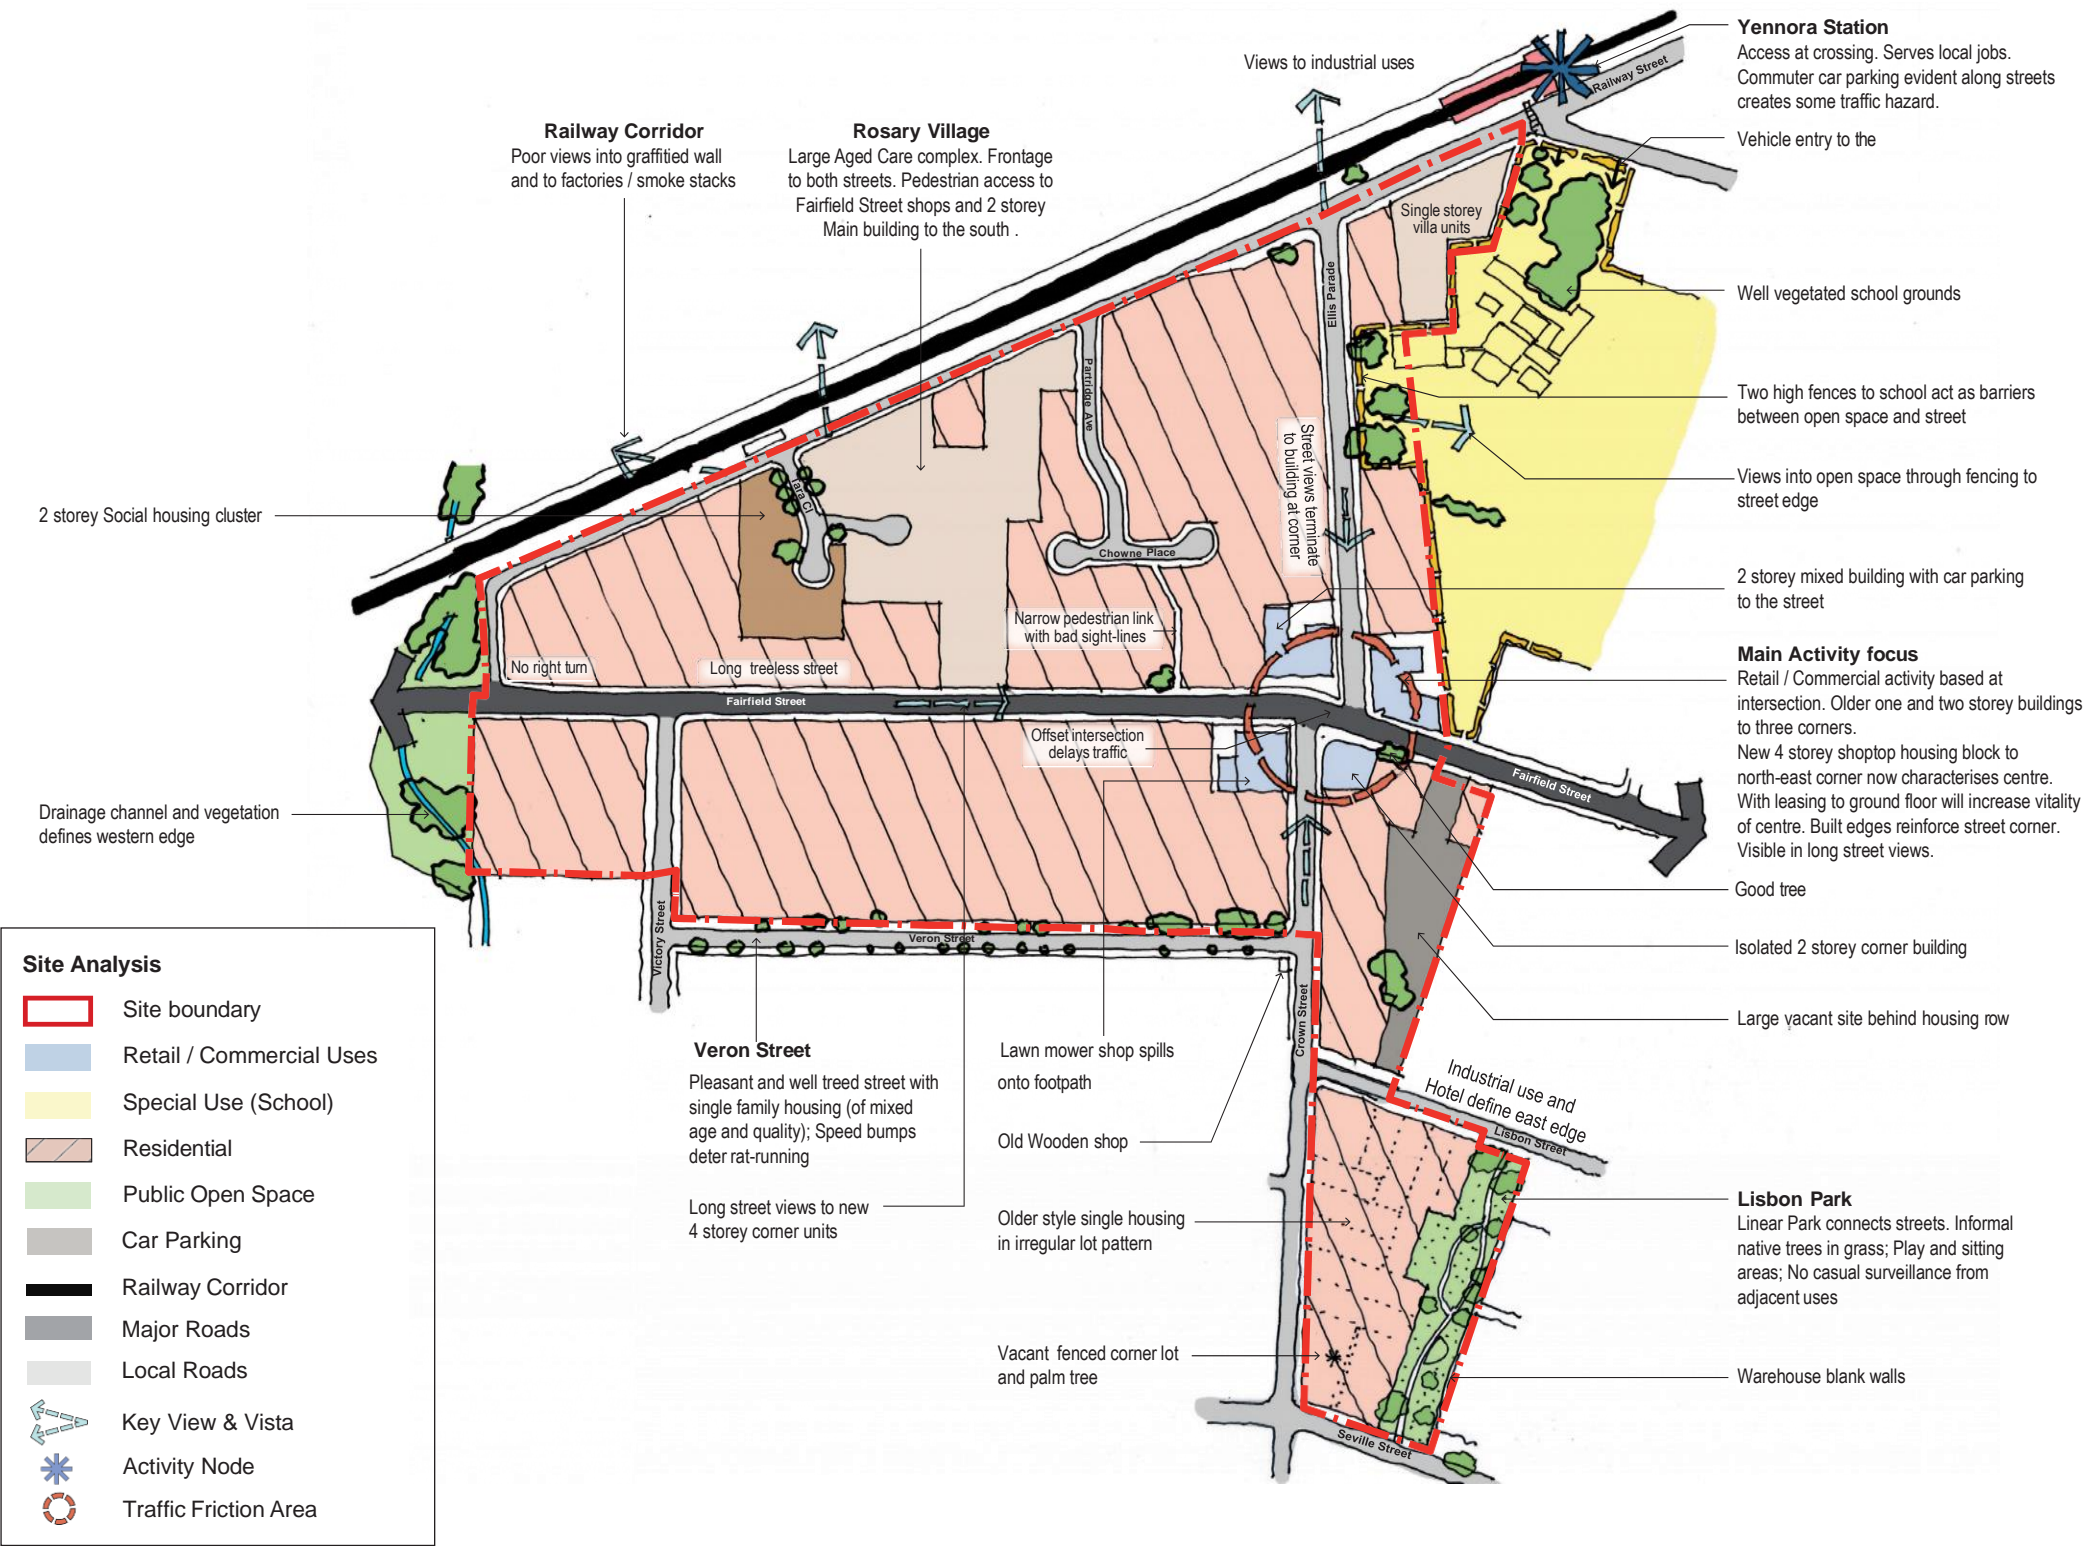 Yennora Station
Access at crossing. Serves local jobs.
Commuter car parking evident along streets
creates some traffic hazard.
Views to industrial uses
Railway Street
Railway Corridor
Poor views into graffitied wall
and to factories / smoke stacks
Rosary Village
Large Aged Care complex. Frontage
to both streets. Pedestrian access to
Fairfield Street shops and 2 storey
Main building to the south .
Vehicle entry to the
Single storey
villa units
Ellis Parade
Well vegetated school grounds
Partridge Ave
Two high fences to school act as barriers
between open space and street
Street views terminate
to building at corner
Views into open space through fencing to
street edge
Tara Cl
2 storey Social housing cluster
Chowne Place
2 storey mixed building with car parking
to the street
Narrow pedestrian link
with bad sight-lines
No right turn
Long treeless street
Fairfield Street
Main Activity focus
Retail / Commercial activity based at
intersection. Older one and two storey buildings
to three corners.
New 4 storey shoptop housing block to
north-east corner now characterises centre.
With leasing to ground floor will increase vitality
of centre. Built edges reinforce street corner.
Visible in long street views.
Offset intersection
delays traffic
Fairfield Street
Drainage channel and vegetation
defines western edge
Good tree
Victory Street
Veron Street
Isolated 2 storey corner building
Crown Street
Large vacant site behind housing row
Site Analysis
Site boundary
Retail / Commercial Uses
Special Use (School)
Residential
Public Open Space
Car Parking
Railway Corridor
Major Roads
Local Roads
Key View & Vista
Activity Node
Traffic Friction Area
Veron Street
Pleasant and well treed street with
single family housing (of mixed
age and quality); Speed bumps
deter rat-running
Long street views to new
4 storey corner units
Lawn mower shop spills
onto footpath
Old Wooden shop
Older style single housing
in irregular lot pattern
Vacant fenced corner lot
and palm tree
Industrial use and
Hotel define east edge
Lisbon Street
Lisbon Park
Linear Park connects streets. Informal
native trees in grass; Play and sitting
areas; No casual surveillance from
adjacent uses
Warehouse blank walls
Seville Street